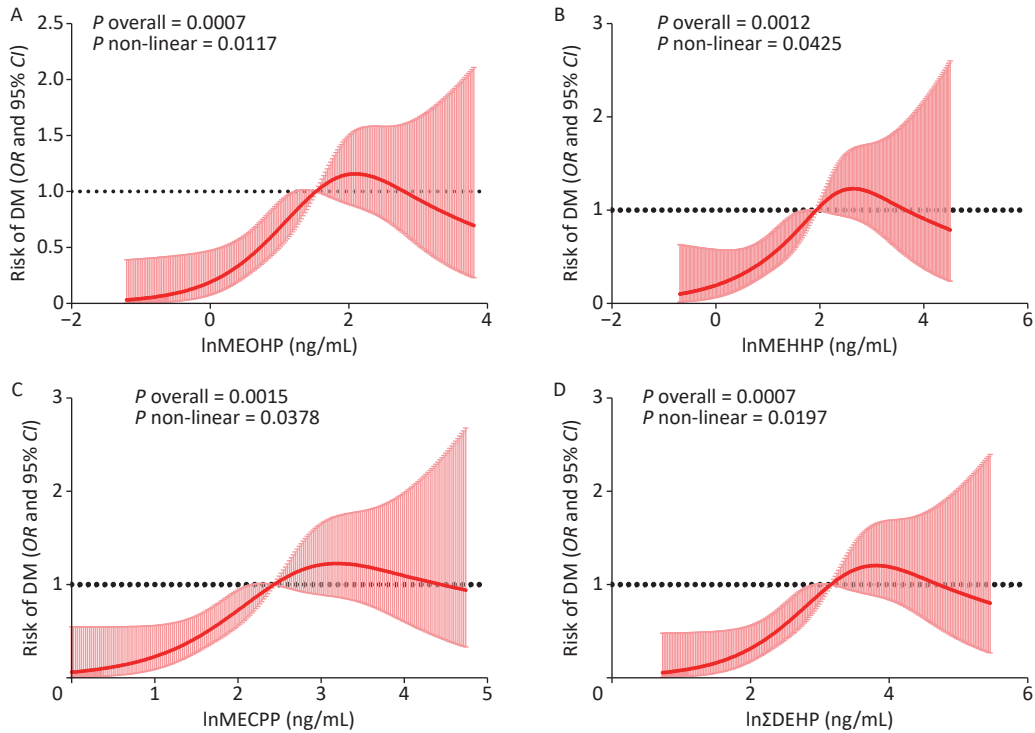 A
P overall = 0.0007
P non-linear = 0.0117
Risk of DM (OR and 95% CI)
2.5
2.0
1.5
1.0
0.5
0
−2
0
2
4
lnMEOHP (ng/mL)
B
P overall = 0.0012
P non-linear = 0.0425
Risk of DM (OR and 95% CI)
3
2
1
0
−2
0
2
4
6
lnMEHHP (ng/mL)
C
P overall = 0.0015
P non-linear = 0.0378
Risk of DM (OR and 95% CI)
3
2
1
0
1
2
3
4
5
lnMECPP (ng/mL)
D
P overall = 0.0007
P non-linear = 0.0197
Risk of DM (OR and 95% CI)
3
2
1
0
2
4
6
lnΣDEHP (ng/mL)